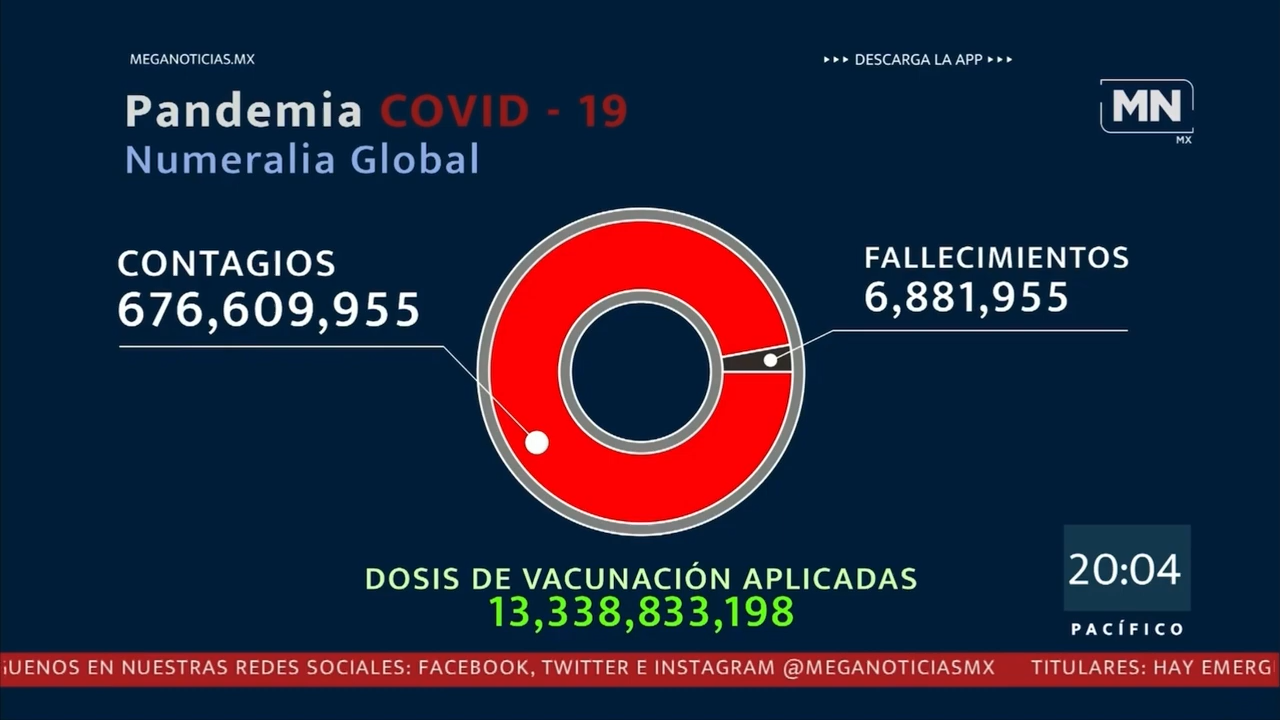 MEGANOTICIAS.MX
▸▸▸ DESCARGA LA APP ▸▸▸
Pandemia COVID - 19
Numeralia Global
MN
MX
CONTAGIOS
676,609,955
FALLECIMIENTOS
6,881,955
DOSIS DE VACUNACIÓN APLICADAS
13,338,833,198
20:04
PACÍFICO
GUENOS EN NUESTRAS REDES SOCIALES: FACEBOOK, TWITTER E INSTAGRAM @MEGANOTICIASMX TITULARES: HAY EMERG